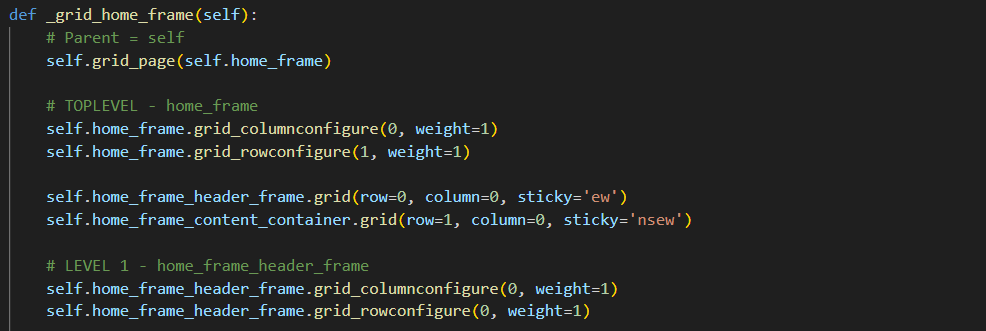 def _grid_home_frame(self):
# Parent = self
self.grid_page(self.home_frame)
# TOPLEVEL - home_frame
self.home_frame.grid_columnconfigure(0, weight=1)
self.home_frame.grid_rowconfigure(1, weight=1)
self.home_frame_header_frame.grid(row=0, column=0, sticky='ew')
self.home_frame_content_container.grid(row=1, column=0, sticky='nsew')
# LEVEL 1 - home_frame_header_frame
self.home_frame_header_frame.grid_columnconfigure(0, weight=1)
self.home_frame_header_frame.grid_rowconfigure(0, weight=1)